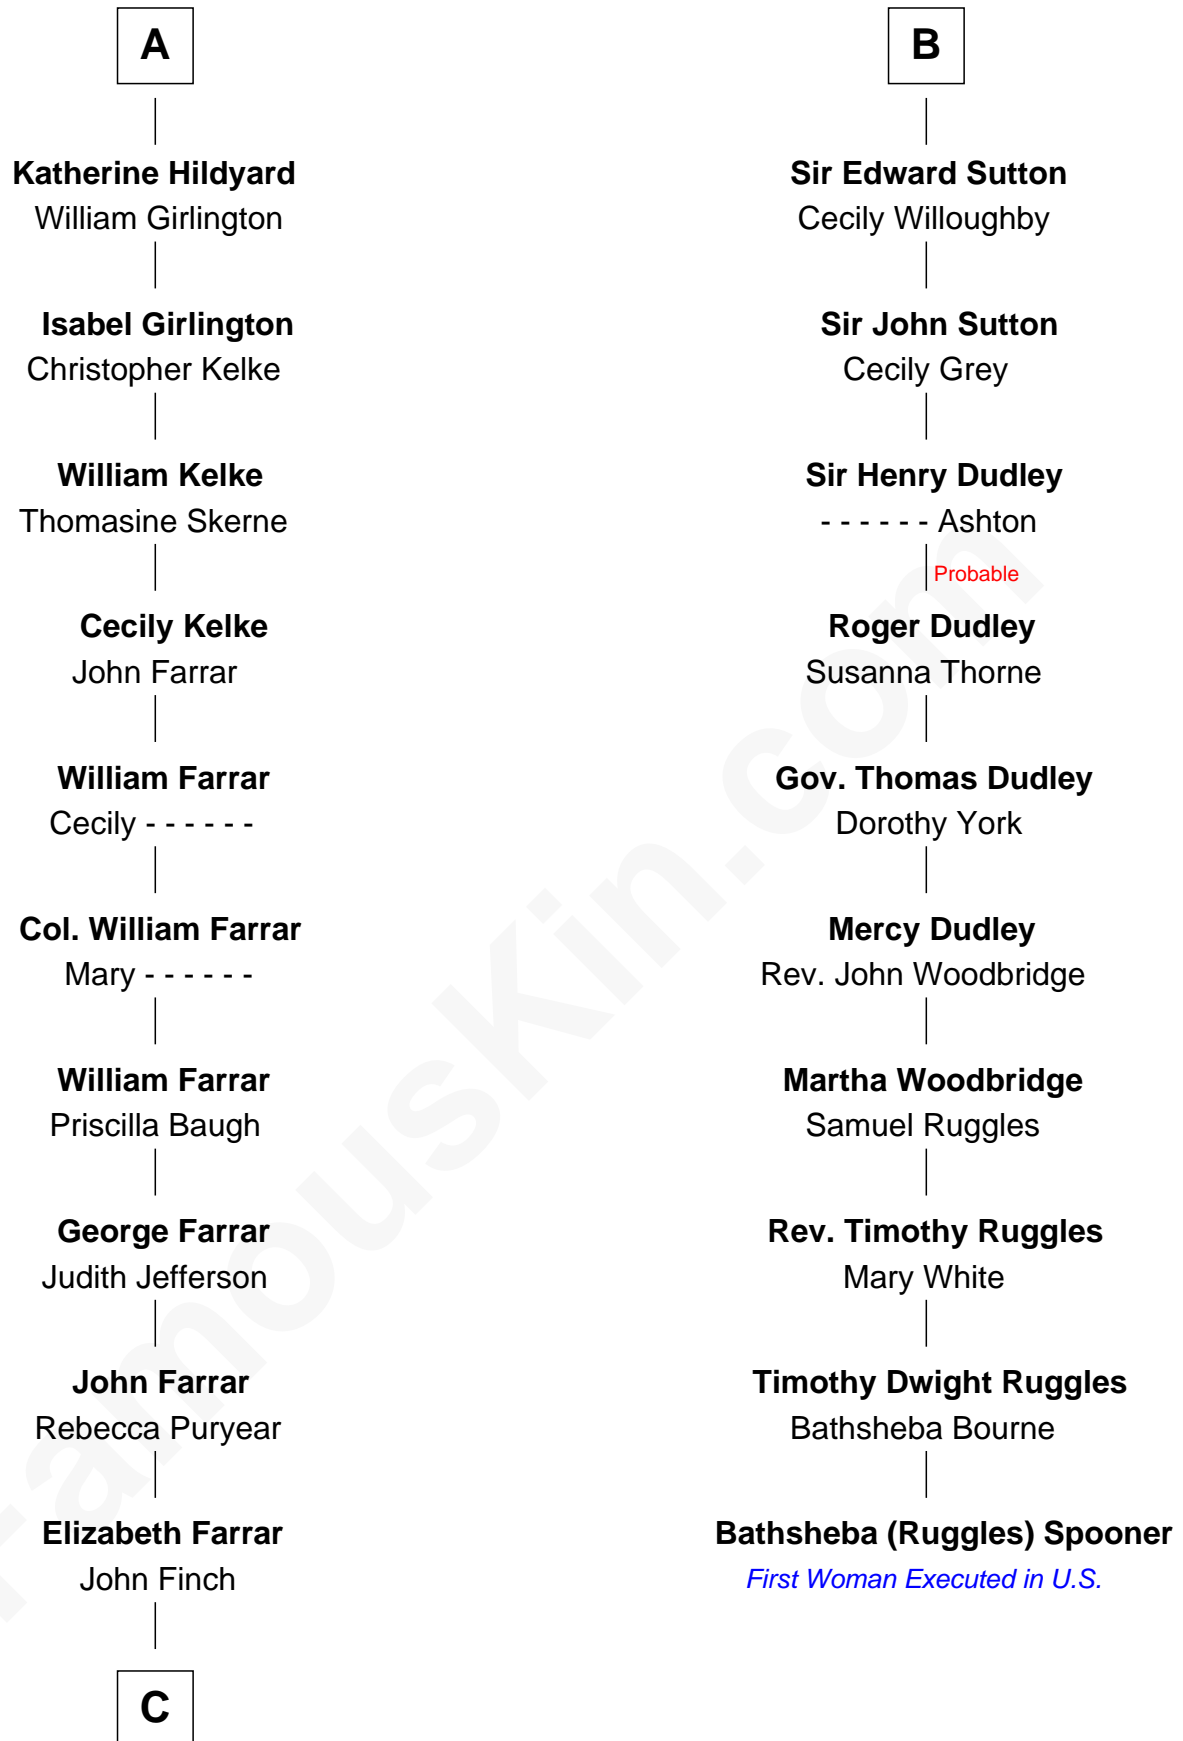 A
Katherine Hildyard
William Girlington
Isabel Girlington
Christopher Kelke
William Kelke
Thomasine Skerne
Cecily Kelke
John Farrar
William Farrar
Cecily - - - - - -
Col. William Farrar
Mary - - - - - -
William Farrar
Priscilla Baugh
George Farrar
Judith Jefferson
John Farrar
Rebecca Puryear
Elizabeth Farrar
John Finch
C
B
Sir Edward Sutton
Cecily Willoughby
Sir John Sutton
Cecily Grey
Sir Henry Dudley
- - - - - - Ashton
Probable
Roger Dudley
Susanna Thorne
Gov. Thomas Dudley
Dorothy York
Mercy Dudley
Rev. John Woodbridge
Martha Woodbridge
Samuel Ruggles
Rev. Timothy Ruggles
Mary White
Timothy Dwight Ruggles
Bathsheba Bourne
Bathsheba (Ruggles) Spooner
First Woman Executed in U.S.
FamousKin.com